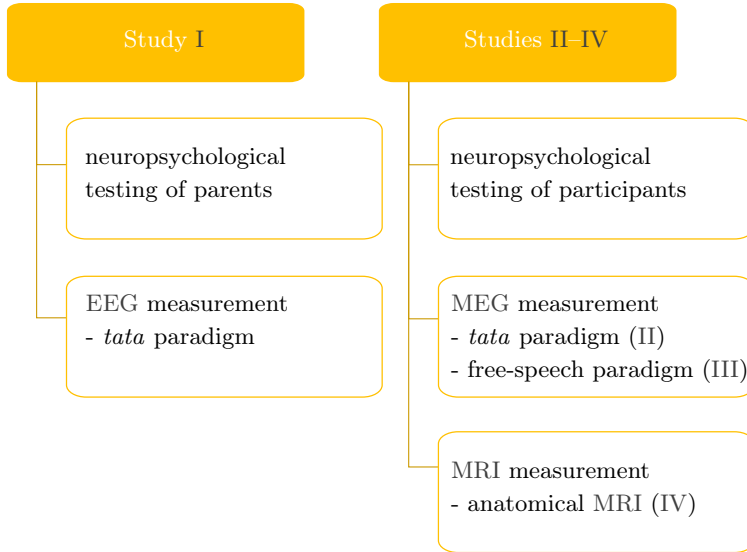 Study I
neuropsychological
testing of parents
EEG measurement
- tata paradigm
Studies II–IV
neuropsychological
testing of participants
MEG measurement
- tata paradigm (II)
- free-speech paradigm (III)
MRI measurement
- anatomical MRI (IV)